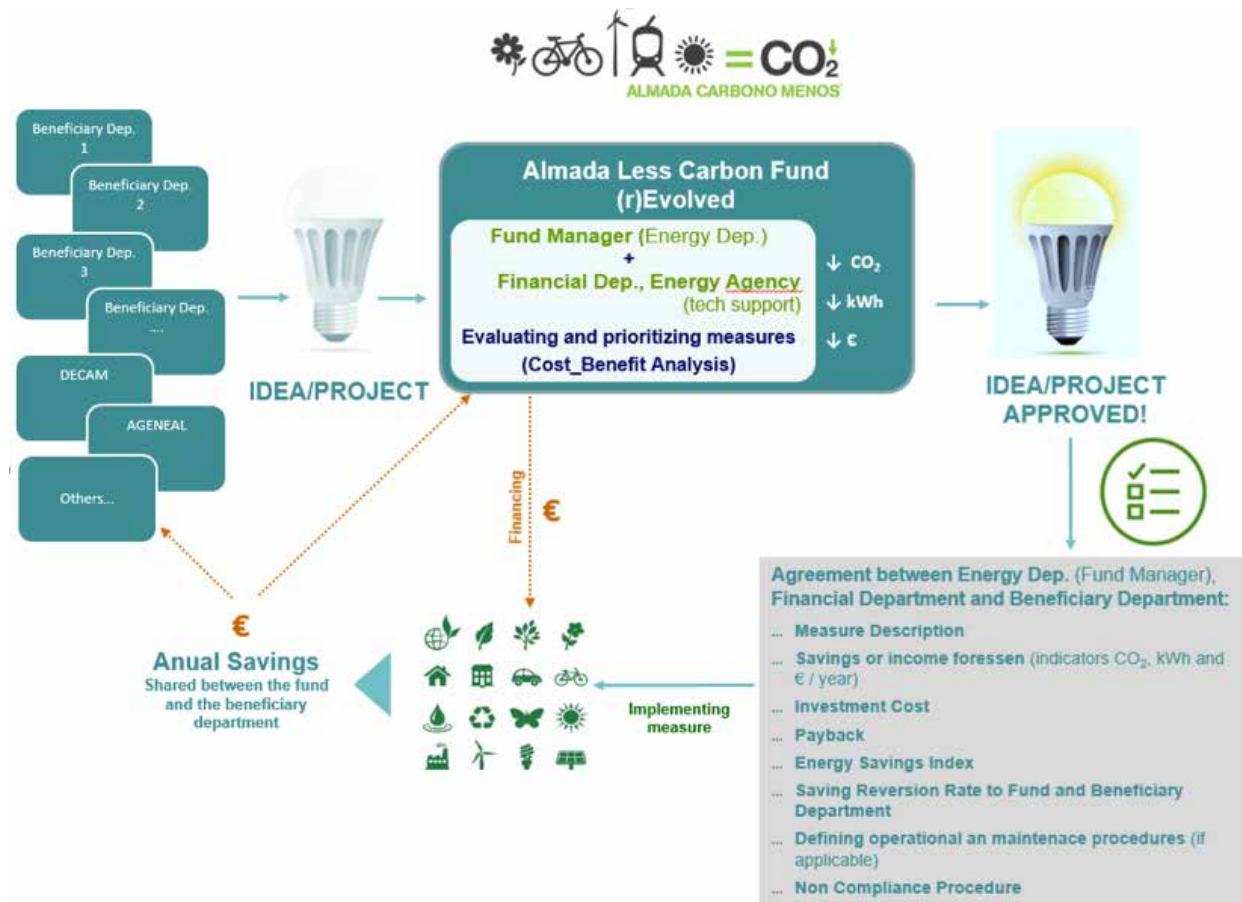 = CO₂
ALMADA CARBONO MENOS
Beneficiary Dep.
1
Beneficiary Dep.
2
Beneficiary Dep.
3
Beneficiary Dep.
....
DECAM
AGENEAL
Others...
IDEA/PROJECT
Almada Less Carbon Fund
(r)Evolved
Fund Manager (Energy Dep.)
+
Financial Dep., Energy Agency
(tech support)
Evaluating and prioritizing measures
(Cost_Benefit Analysis)
↓ CO₂
↓ kWh
↓ €
IDEA/PROJECT
APPROVED!
Financing
€
€
Anual Savings
Shared between the fund
and the beneficiary
department
Implementing
measure
Agreement between Energy Dep. (Fund Manager),
Financial Department and Beneficiary Department:
... Measure Description
... Savings or income foressen (indicators CO₂, kWh and
€ / year)
... Investment Cost
... Payback
... Energy Savings Index
... Saving Reversion Rate to Fund and Beneficiary
Department
... Defining operational an maintenace procedures (if
applicable)
... Non Compliance Procedure